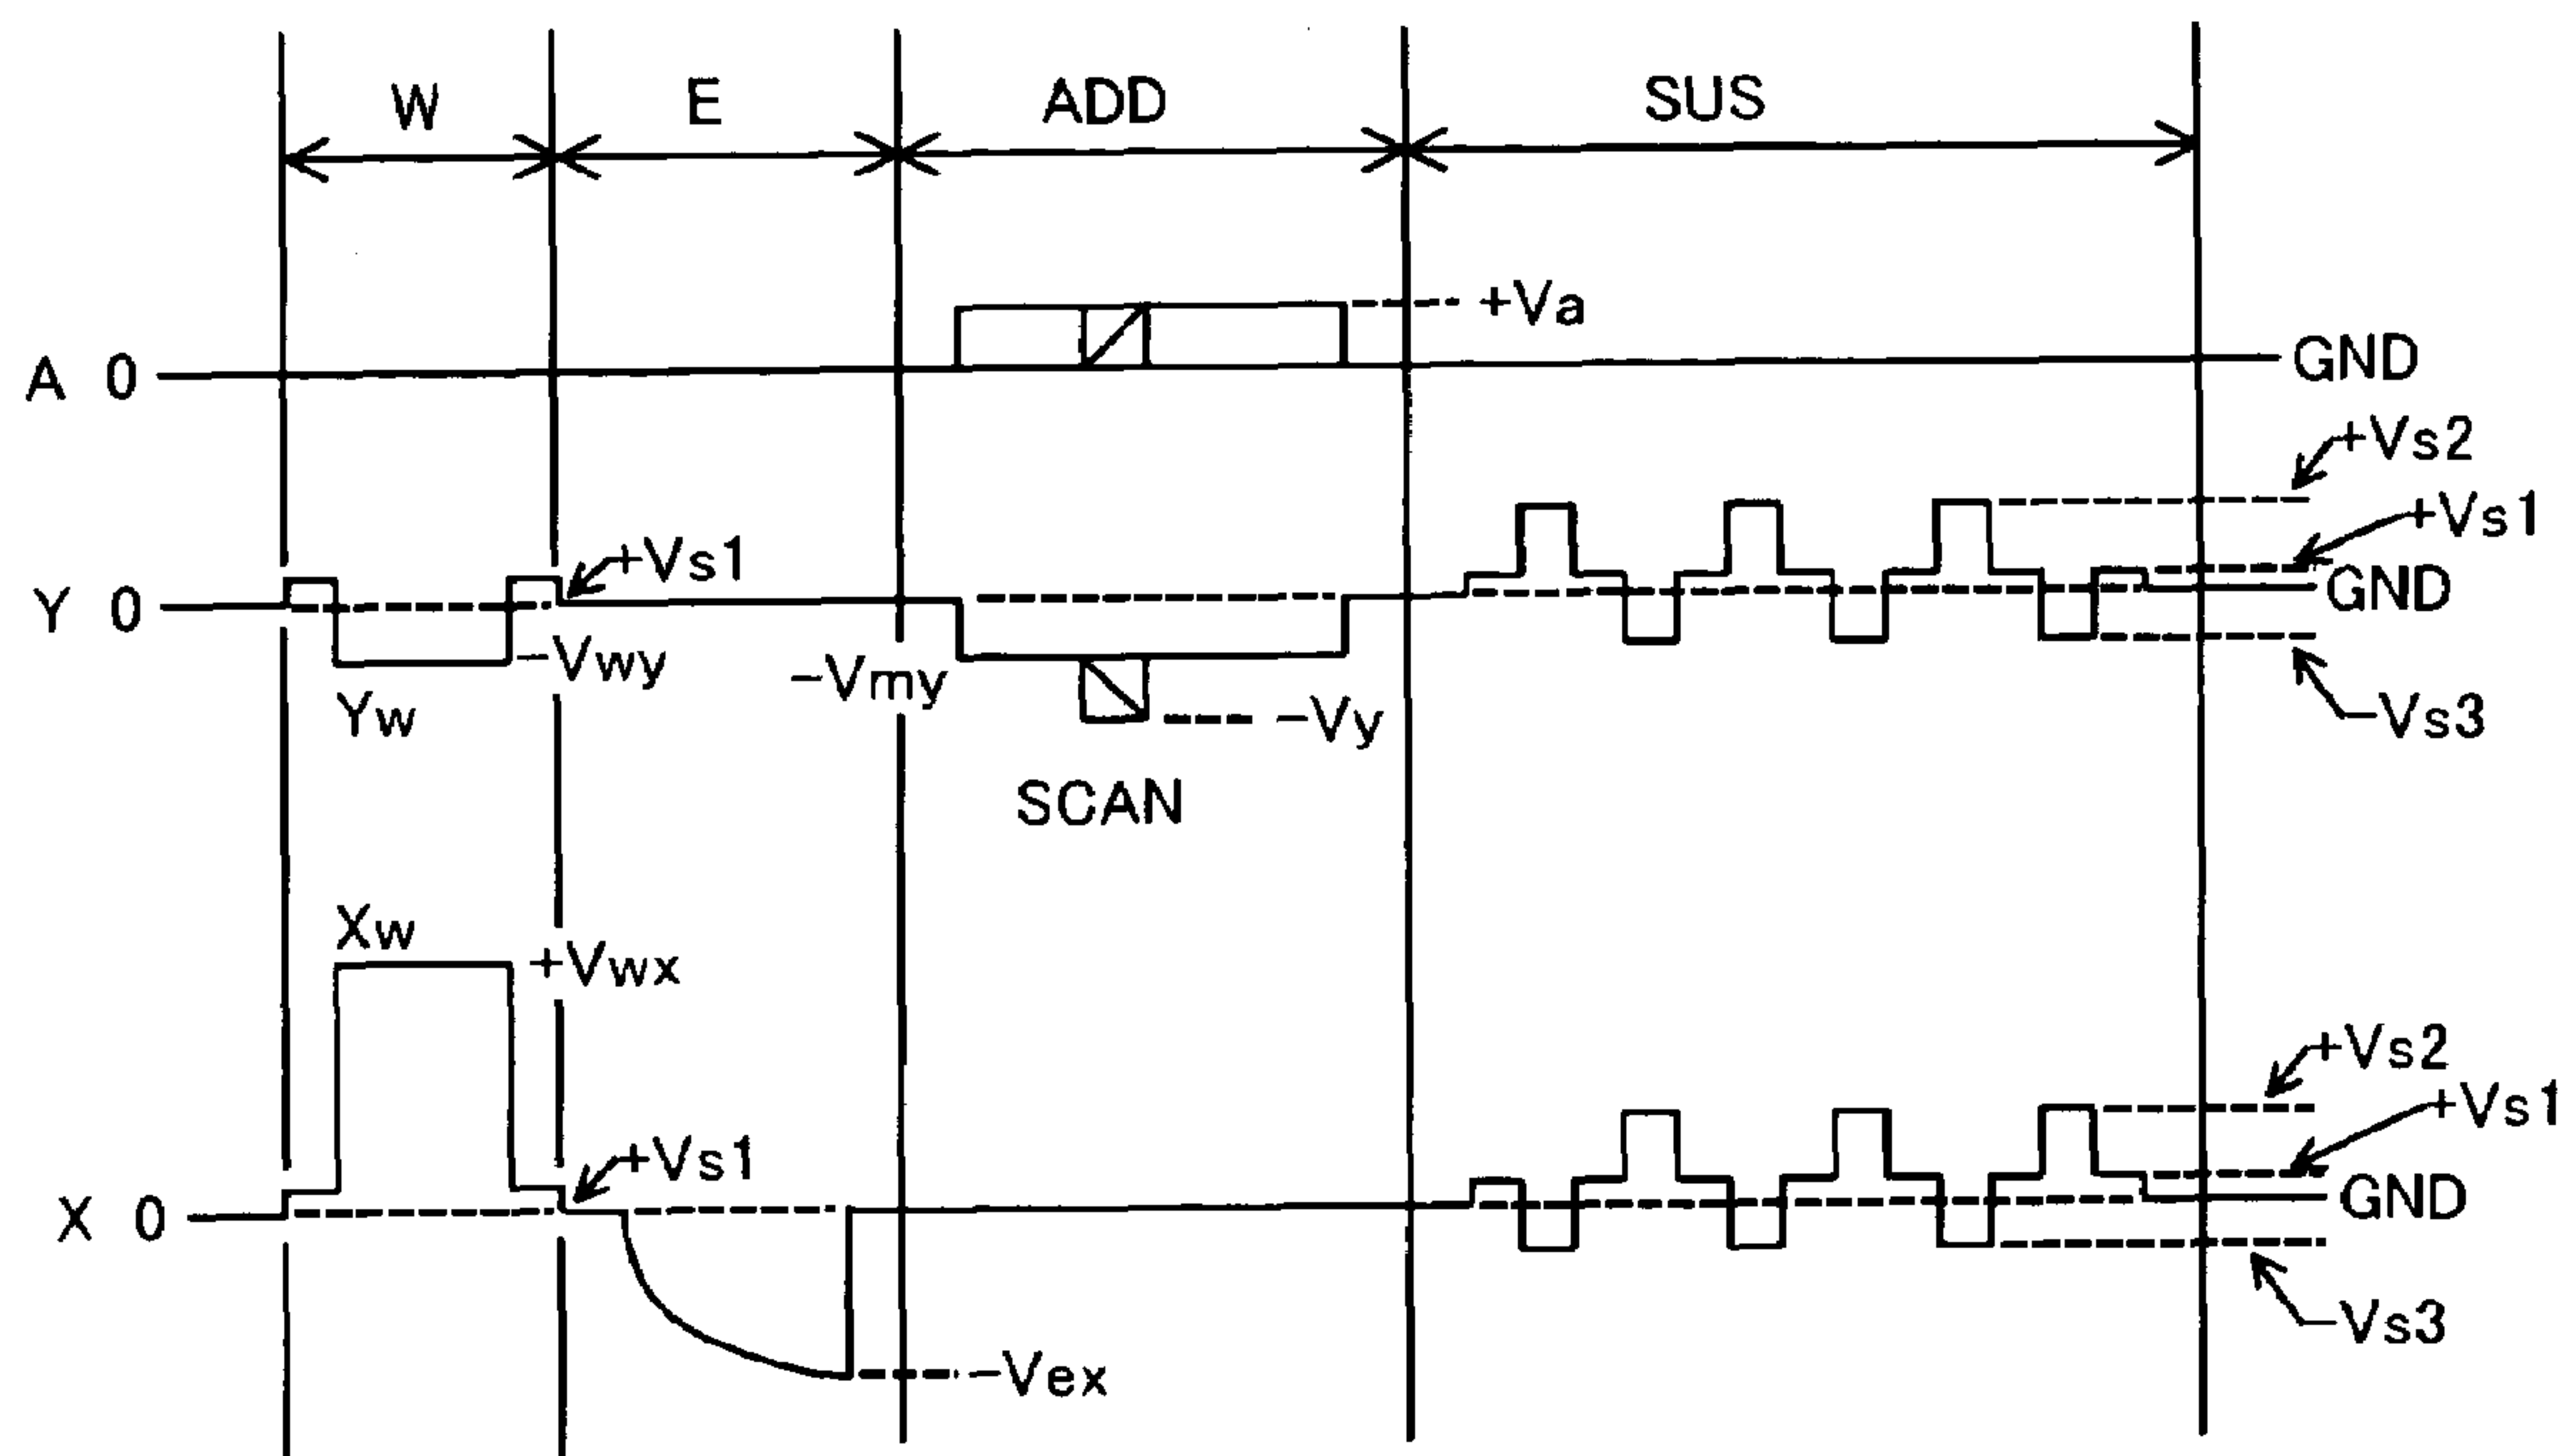 W E ADD SUS
+Va
A 0 GND
+Vs2
+Vs1
+Vs1
Y 0 GND
-Vwy
-Vmy
Yw
-Vy
-Vs3
SCAN
Xw
+Vwx
+Vs2
+Vs1
+Vs1
X 0 GND
-Vs3
-Vex